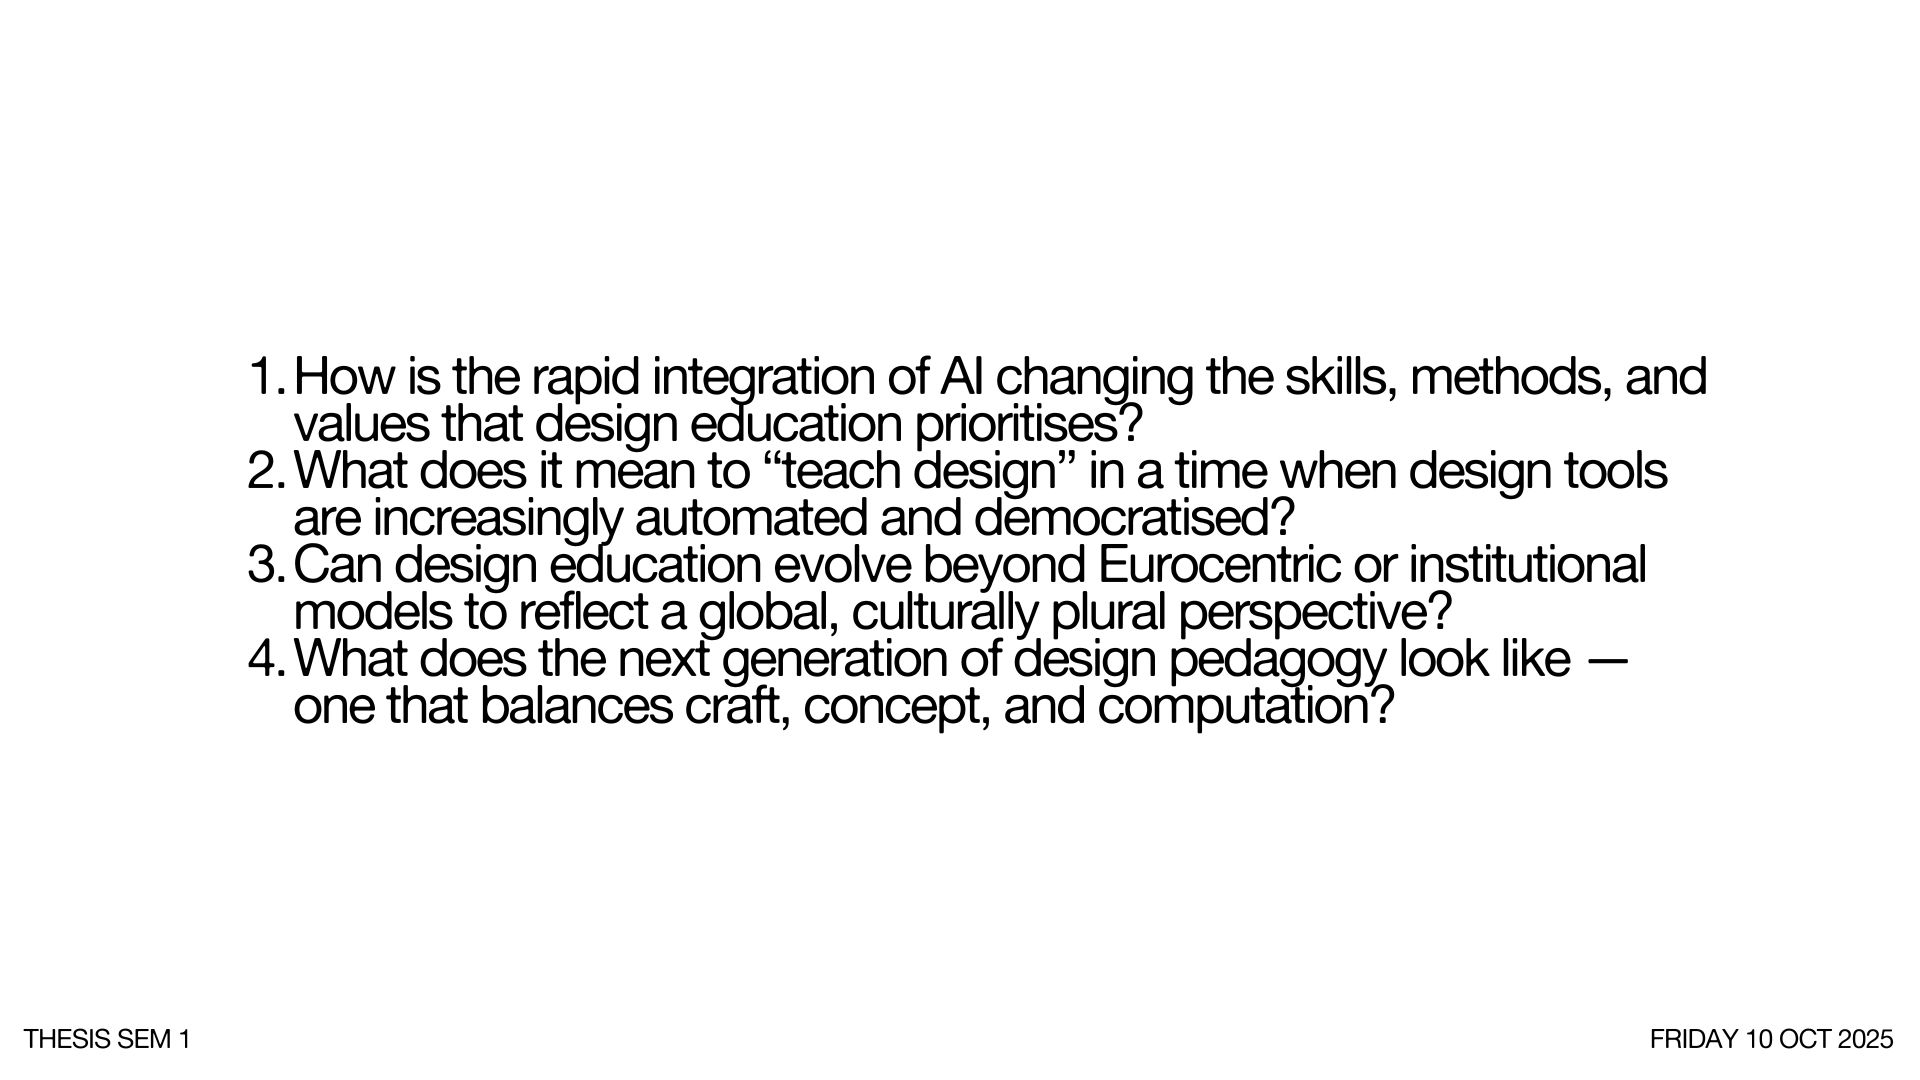 1. How is the rapid integration of AI changing the skills, methods, and
values that design education prioritises?
2. What does it mean to “teach design” in a time when design tools
are increasingly automated and democratised?
3. Can design education evolve beyond Eurocentric or institutional
models to reflect a global, culturally plural perspective?
4. What does the next generation of design pedagogy look like —
one that balances craft, concept, and computation?
THESIS SEM 1
FRIDAY 10 OCT 2025